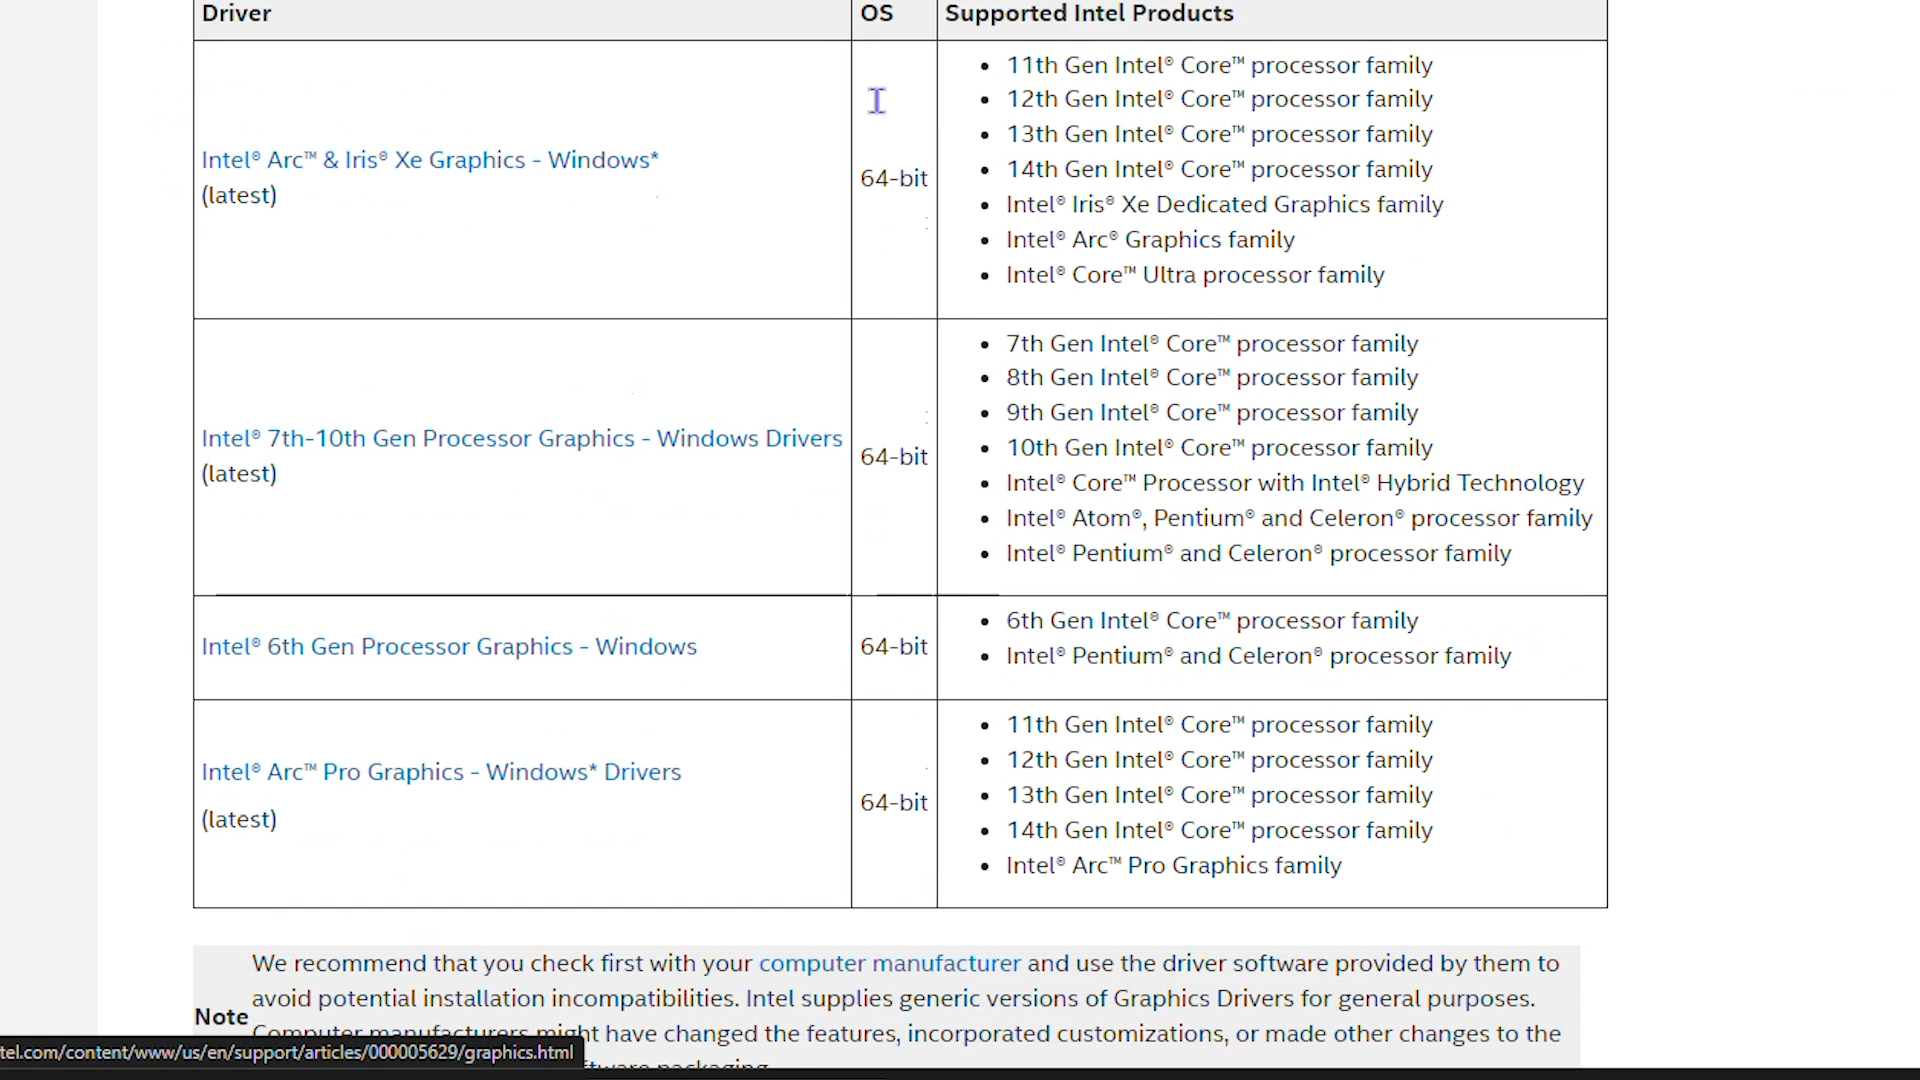 Driver OS Supported Intel Products
Intel® Arc™ & Iris® Xe Graphics - Windows*
(latest)
64-bit
• 11th Gen Intel® Core™ processor family
• 12th Gen Intel® Core™ processor family
• 13th Gen Intel® Core™ processor family
• 14th Gen Intel® Core™ processor family
• Intel® Iris® Xe Dedicated Graphics family
• Intel® Arc® Graphics family
• Intel® Core™ Ultra processor family
Intel® 7th-10th Gen Processor Graphics - Windows Drivers
(latest)
64-bit
• 7th Gen Intel® Core™ processor family
• 8th Gen Intel® Core™ processor family
• 9th Gen Intel® Core™ processor family
• 10th Gen Intel® Core™ processor family
• Intel® Core™ Processor with Intel® Hybrid Technology
• Intel® Atom®, Pentium® and Celeron® processor family
• Intel® Pentium® and Celeron® processor family
Intel® 6th Gen Processor Graphics - Windows
64-bit
• 6th Gen Intel® Core™ processor family
• Intel® Pentium® and Celeron® processor family
Intel® Arc™ Pro Graphics - Windows* Drivers
(latest)
64-bit
• 11th Gen Intel® Core™ processor family
• 12th Gen Intel® Core™ processor family
• 13th Gen Intel® Core™ processor family
• 14th Gen Intel® Core™ processor family
• Intel® Arc™ Pro Graphics family
Note
We recommend that you check first with your computer manufacturer and use the driver software provided by them to
avoid potential installation incompatibilities. Intel supplies generic versions of Graphics Drivers for general purposes.
Computer manufacturers might have changed the features, incorporated customizations, or made other changes to the
ftware packaging.
tel.com/content/www/us/en/support/articles/000005629/graphics.html